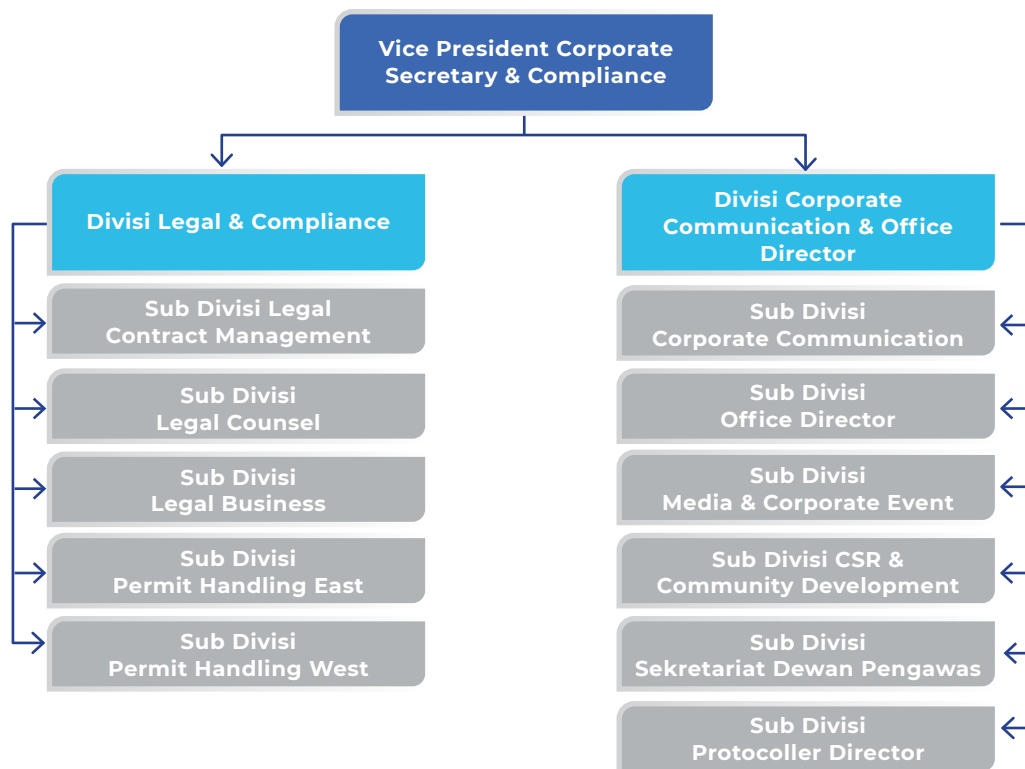 Vice President Corporate
Secretary & Compliance
Divisi Legal & Compliance
Sub Divisi Legal
Contract Management
Sub Divisi
Legal Counsel
Sub Divisi
Legal Business
Sub Divisi
Permit Handling East
Sub Divisi
Permit Handling West
Divisi Corporate
Communication & Office
Director
Sub Divisi
Corporate Communication
Sub Divisi
Office Director
Sub Divisi
Media & Corporate Event
Sub Divisi CSR &
Community Development
Sub Divisi
Sekretariat Dewan Pengawas
Sub Divisi
Protocoller Director